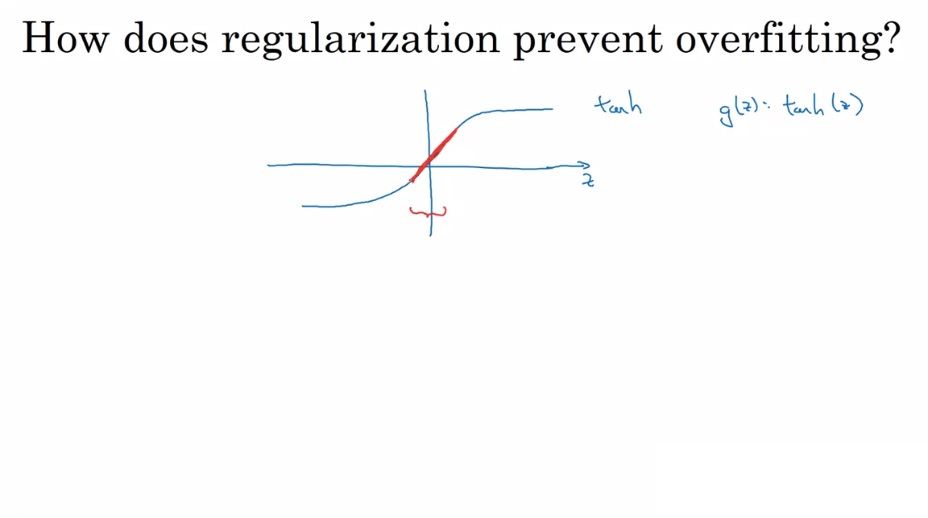 How does regularization prevent overfitting?
tanh g(z) = tanh(z)
z